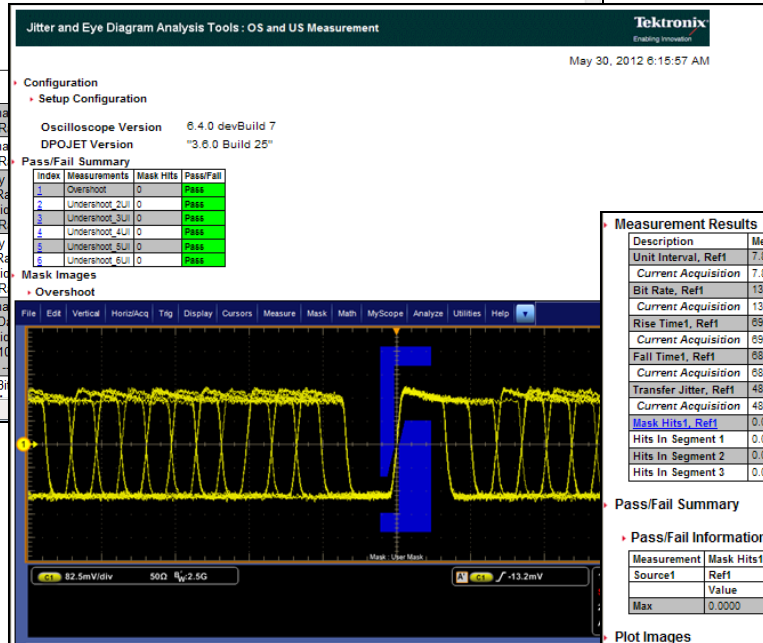 Jitter and Eye Diagram Analysis Tools : OS and US Measurement
Tektronix
Enabling Innovation
May 30, 2012 6:15:57 AM
Configuration
Setup Configuration
Oscilloscope Version 6.4.0 devBuild 7
DPOJET Version "3.6.0 Build 25"
Pass/Fail Summary
Index Measurements Mask Hits Pass/Fail
1 Overshoot 0 Pass
2 Undershoot_2UI 0 Pass
3 Undershoot_3UI 0 Pass
4 Undershoot_4UI 0 Pass
5 Undershoot_5UI 0 Pass
6 Undershoot_6UI 0 Pass
Mask Images
Overshoot
File Edit Vertical Horiz/Acq Trig Display Cursors Measure Mask Math MyScope Analyze Utilities Help
1
Mask : User Mask
C1 82.5mV/div 50Ω BW:2.5G
A' C1 -13.2mV
Measurement Results
Description
Unit Interval, Ref1
Current Acquisition
Bit Rate, Ref1
Current Acquisition
Rise Time1, Ref1
Current Acquisition
Fall Time1, Ref1
Current Acquisition
Transfer Jitter, Ref1
Current Acquisition
Mask Hits1, Ref1
Hits In Segment 1
Hits In Segment 2
Hits In Segment 3
Pass/Fail Summary
Pass/Fail Information
Measurement Mask Hits1
Source1 Ref1
Value
Max 0.0000
Plot Images